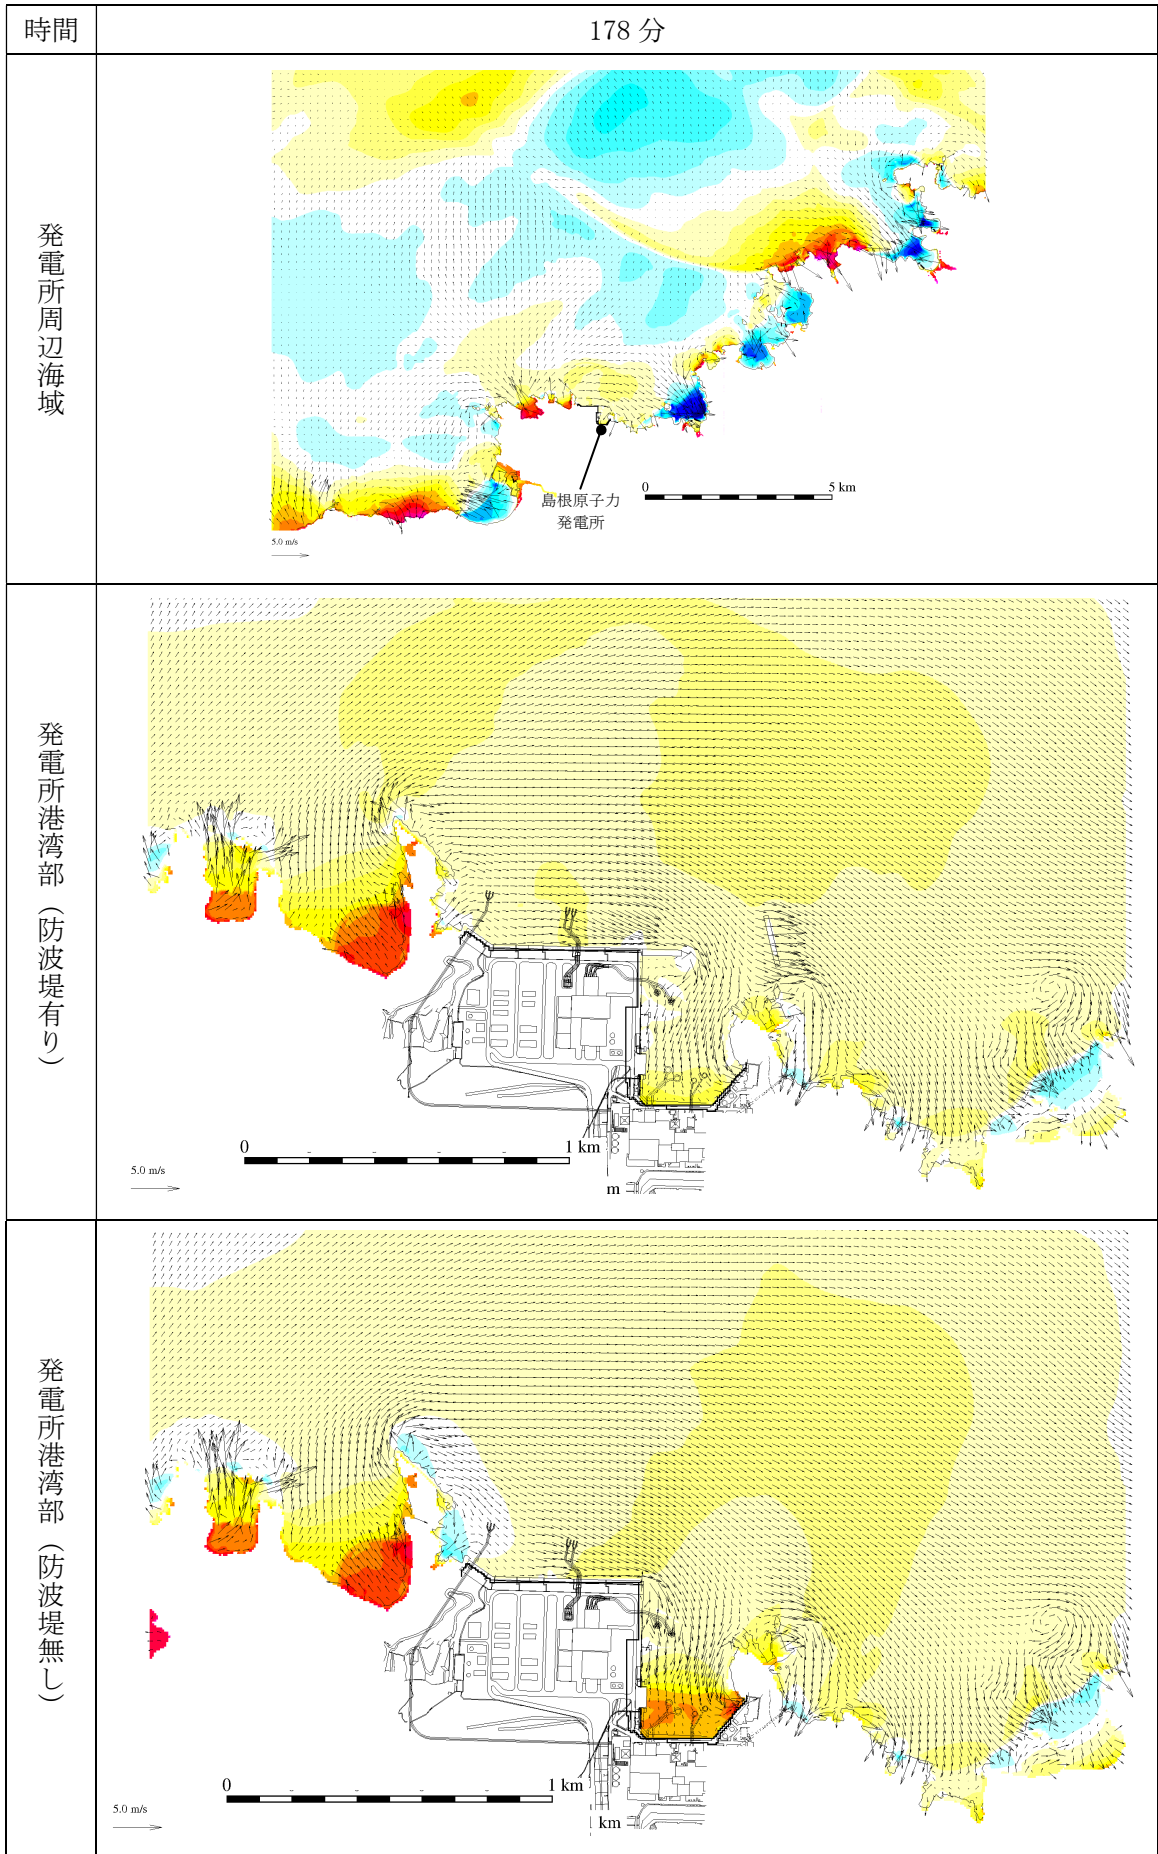 時間
178 分
発電所周辺海域
島根原子力
発電所
0
5 km
5.0 m/s
発電所港湾部（防波堤有り）
0
1 km
5.0 m/s
m
発電所港湾部（防波堤無し）
0
1 km
5.0 m/s
km